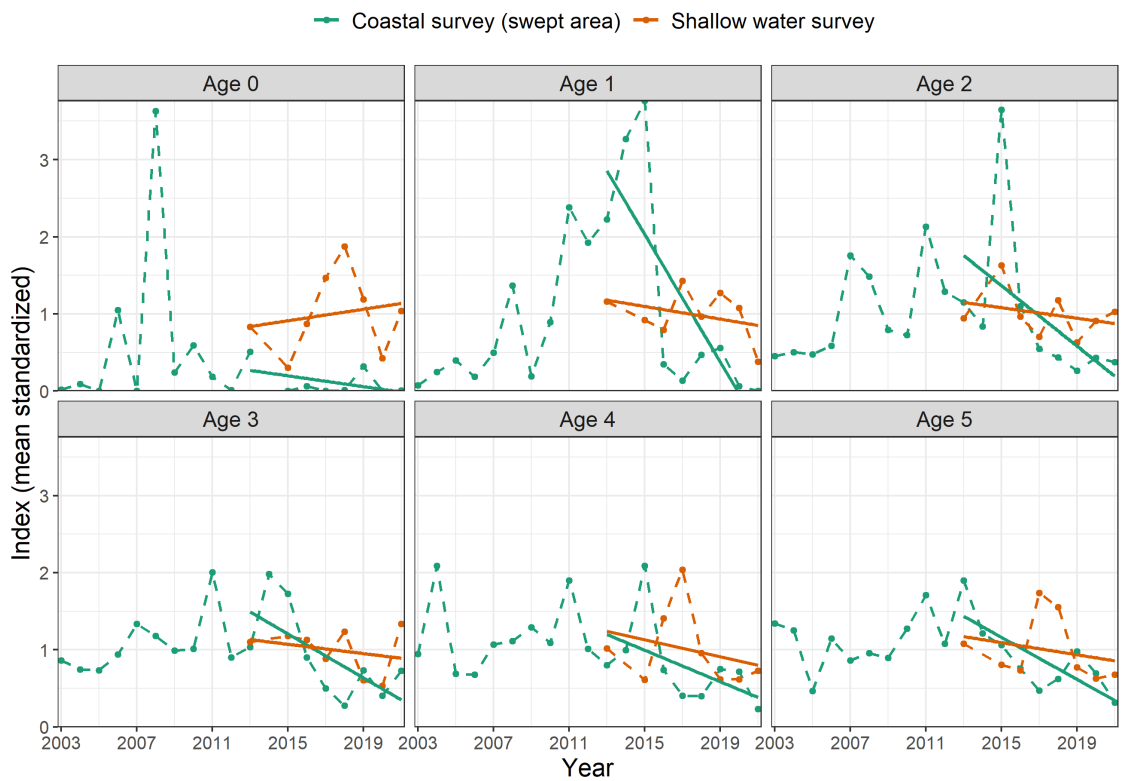 Coastal survey (swept area) Shallow water survey
Age 0 Age 1 Age 2
3
2
1
0
Age 3 Age 4 Age 5
3
2
1
0
2003 2007 2011 2015 2019 2003 2007 2011 2015 2019 2003 2007 2011 2015 2019
Index (mean standardized)
Year